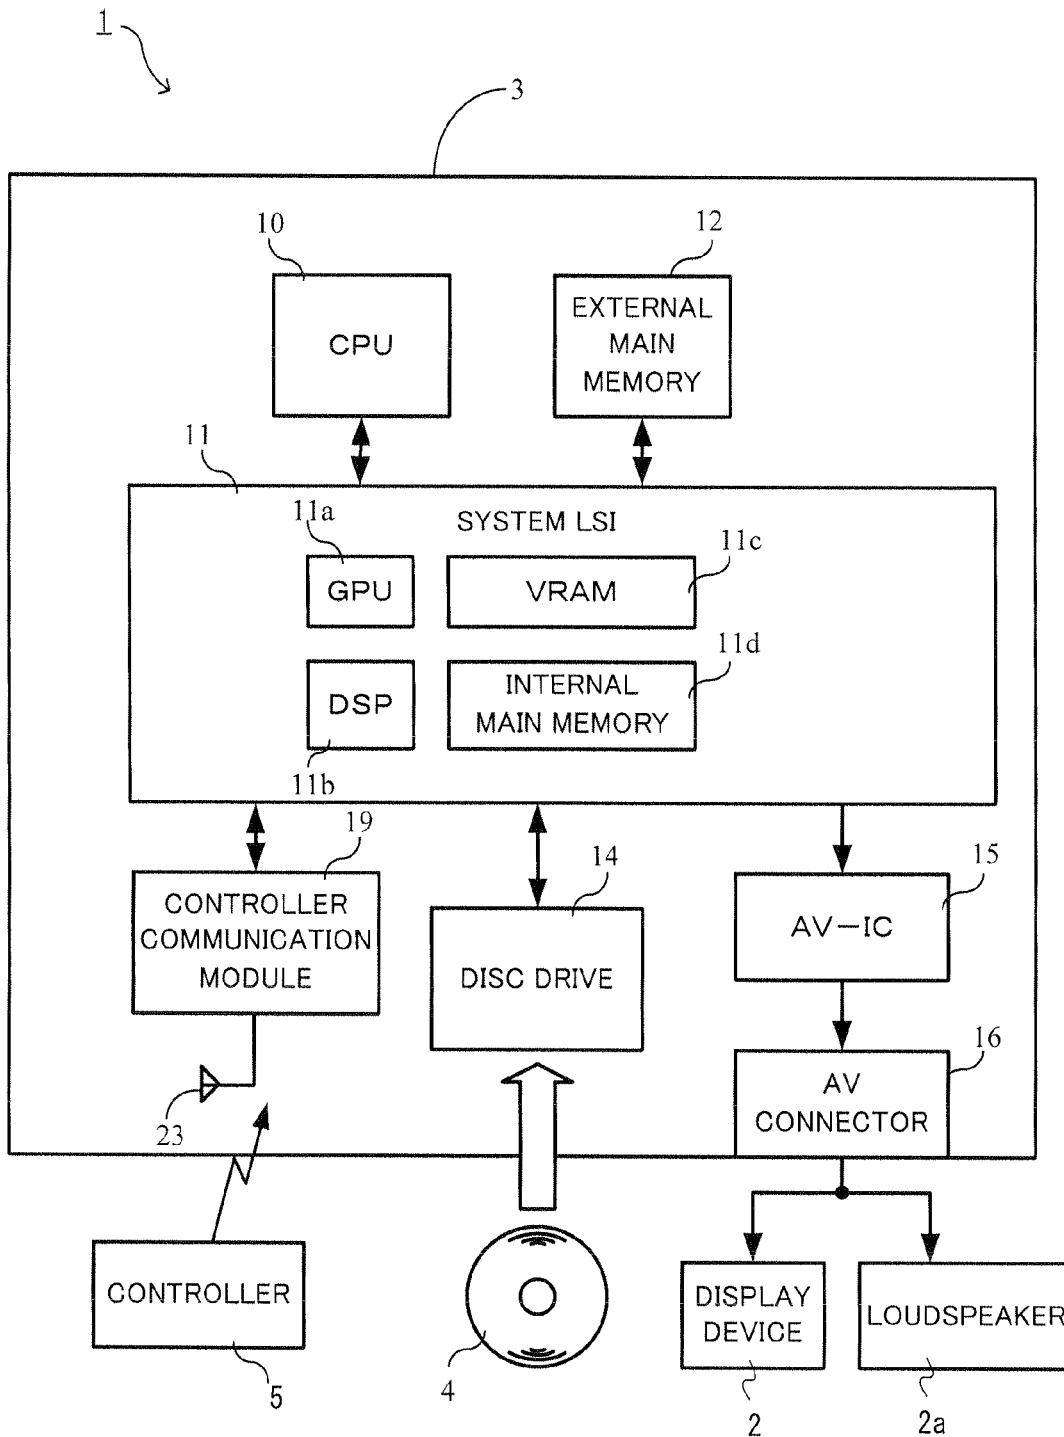 1
3
10
12
CPU
EXTERNAL
MAIN
MEMORY
11
SYSTEM LSI
11a
11c
GPU
VRAM
11d
DSP
INTERNAL
MAIN MEMORY
11b
19
14
15
CONTROLLER
COMMUNICATION
MODULE
DISC DRIVE
AV-IC
16
AV
CONNECTOR
23
CONTROLLER
DISPLAY
DEVICE
LOUDSPEAKER
5
4
2
2a